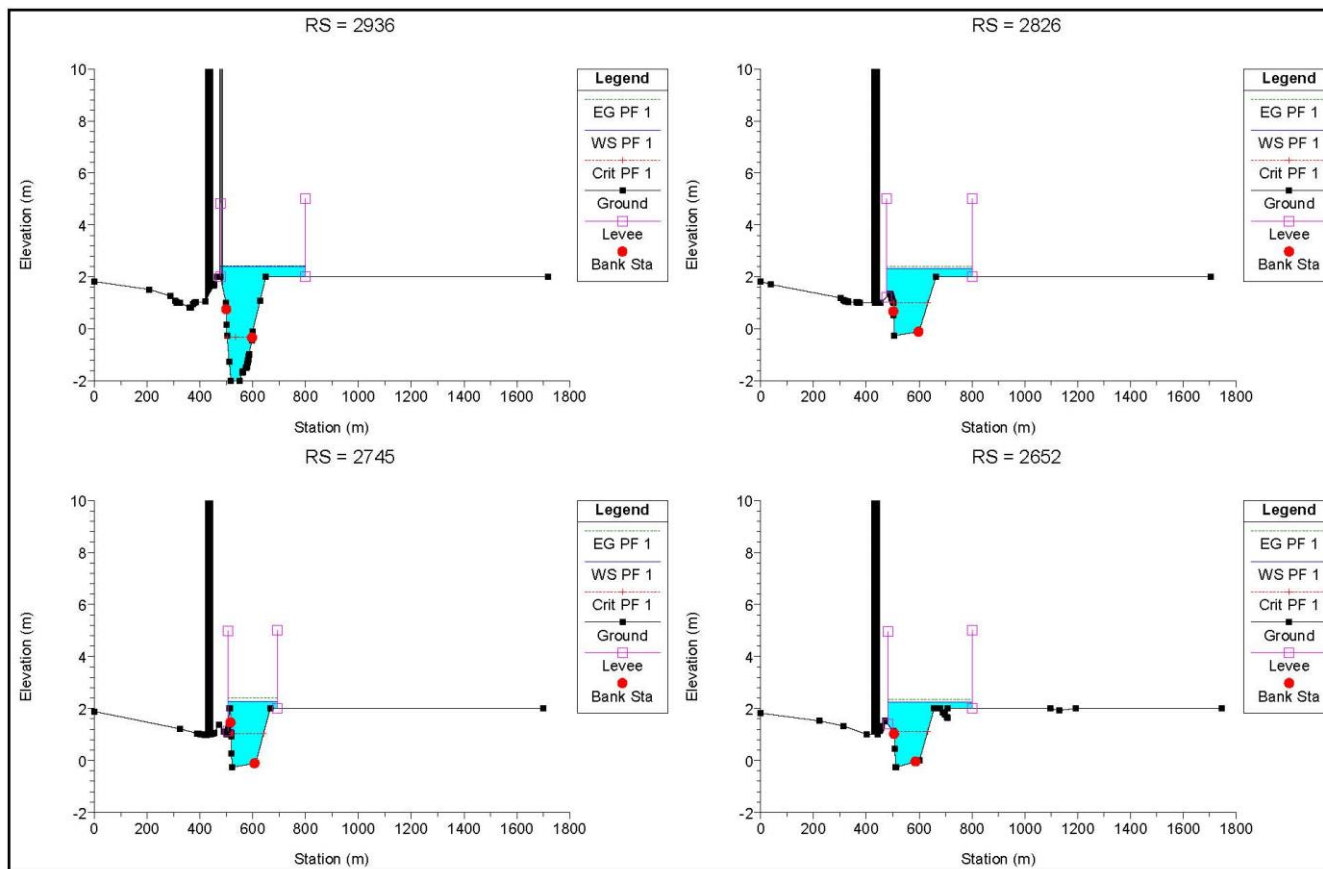 RS = 2936
Elevation (m)
10
8
6
4
2
0
-2
0 200 400 600 800 1000 1200 1400 1600 1800
Station (m)
Legend
EG PF 1
WS PF 1
Crit PF 1
Ground
Levee
Bank Sta
RS = 2826
Elevation (m)
10
8
6
4
2
0
-2
0 200 400 600 800 1000 1200 1400 1600 1800
Station (m)
Legend
EG PF 1
WS PF 1
Crit PF 1
Ground
Levee
Bank Sta
RS = 2745
Elevation (m)
10
8
6
4
2
0
-2
0 200 400 600 800 1000 1200 1400 1600 1800
Station (m)
Legend
EG PF 1
WS PF 1
Crit PF 1
Ground
Levee
Bank Sta
RS = 2652
Elevation (m)
10
8
6
4
2
0
-2
0 200 400 600 800 1000 1200 1400 1600 1800
Station (m)
Legend
EG PF 1
WS PF 1
Crit PF 1
Ground
Levee
Bank Sta